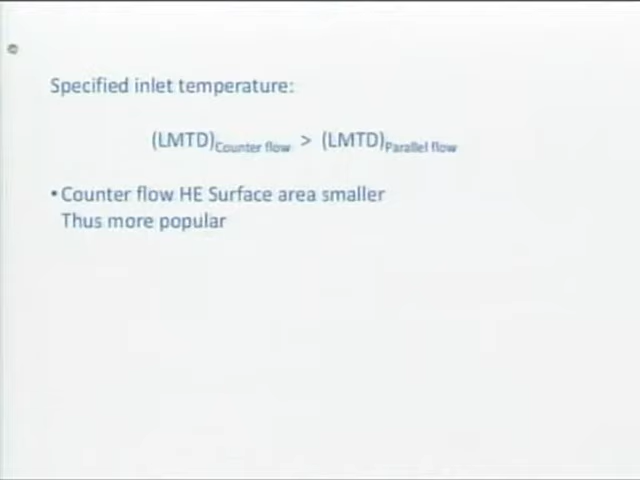 Specified inlet temperature:
(LMTD)Counter flow > (LMTD)Parallel flow
• Counter flow HE Surface area smaller
Thus more popular